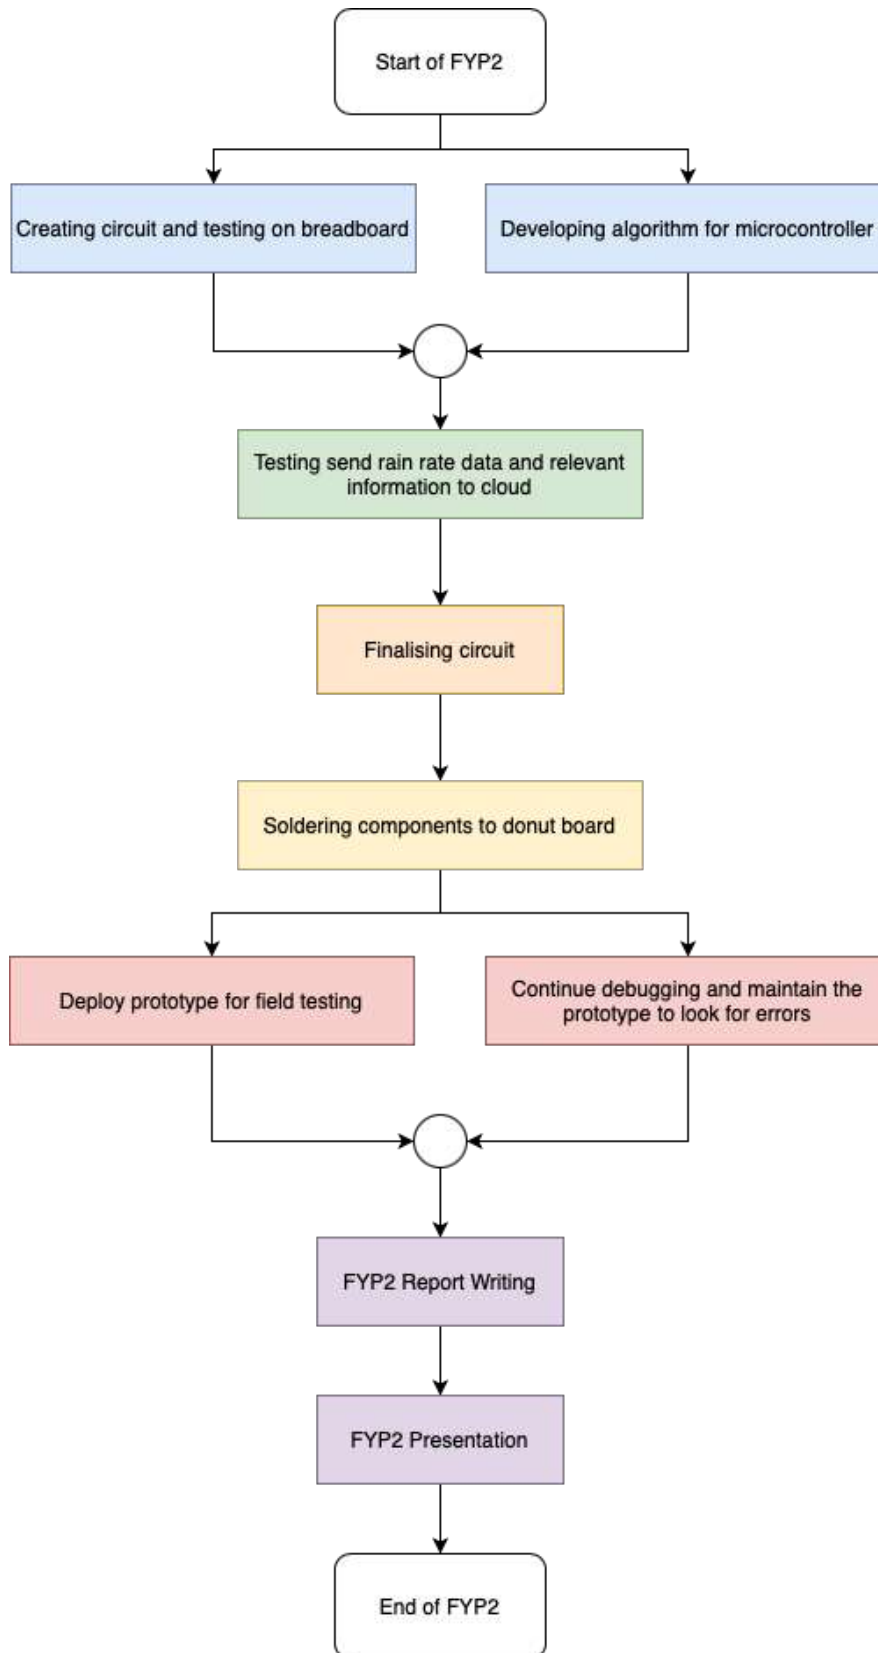 Start of FYP2
Creating circuit and testing on breadboard
Developing algorithm for microcontroller
Testing send rain rate data and relevant
information to cloud
Finalising circuit
Soldering components to donut board
Deploy prototype for field testing
Continue debugging and maintain the
prototype to look for errors
FYP2 Report Writing
FYP2 Presentation
End of FYP2